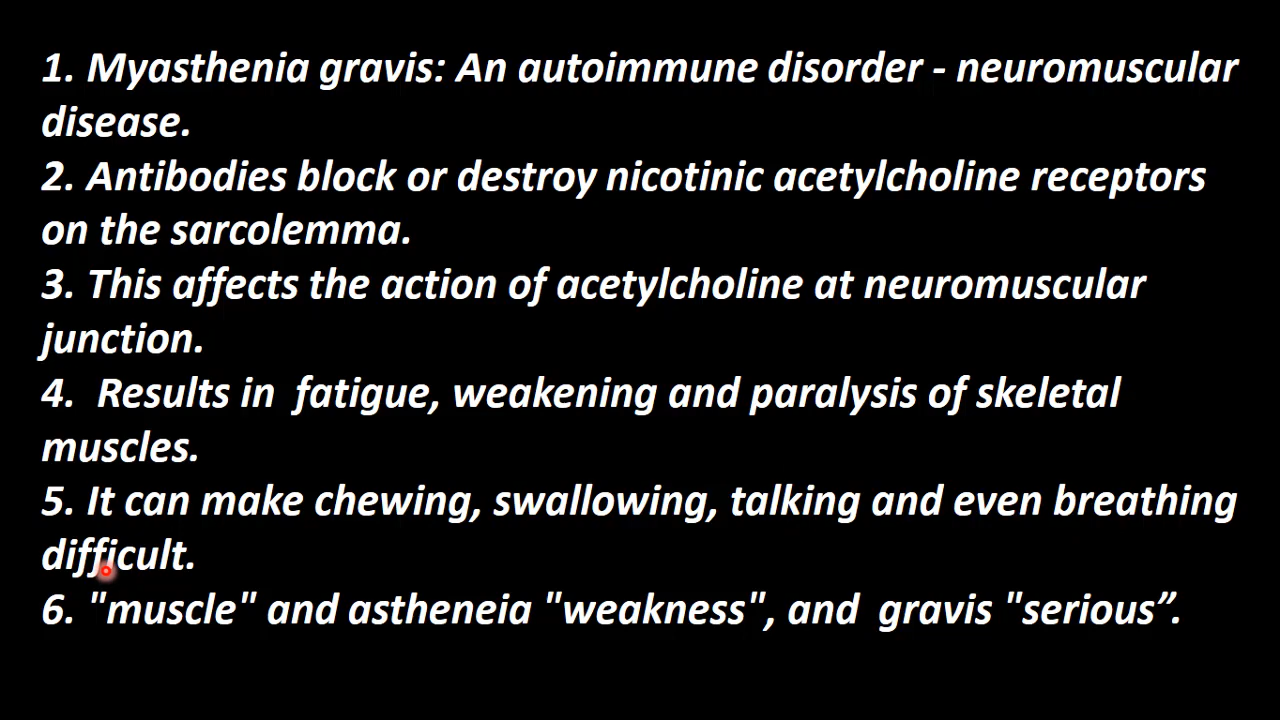 1. Myasthenia gravis: An autoimmune disorder - neuromuscular
disease.
2. Antibodies block or destroy nicotinic acetylcholine receptors
on the sarcolemma.
3. This affects the action of acetylcholine at neuromuscular
junction.
4.  Results in  fatigue, weakening and paralysis of skeletal
muscles.
5. It can make chewing, swallowing, talking and even breathing
difficult.
6. "muscle" and astheneia "weakness", and  gravis "serious”.